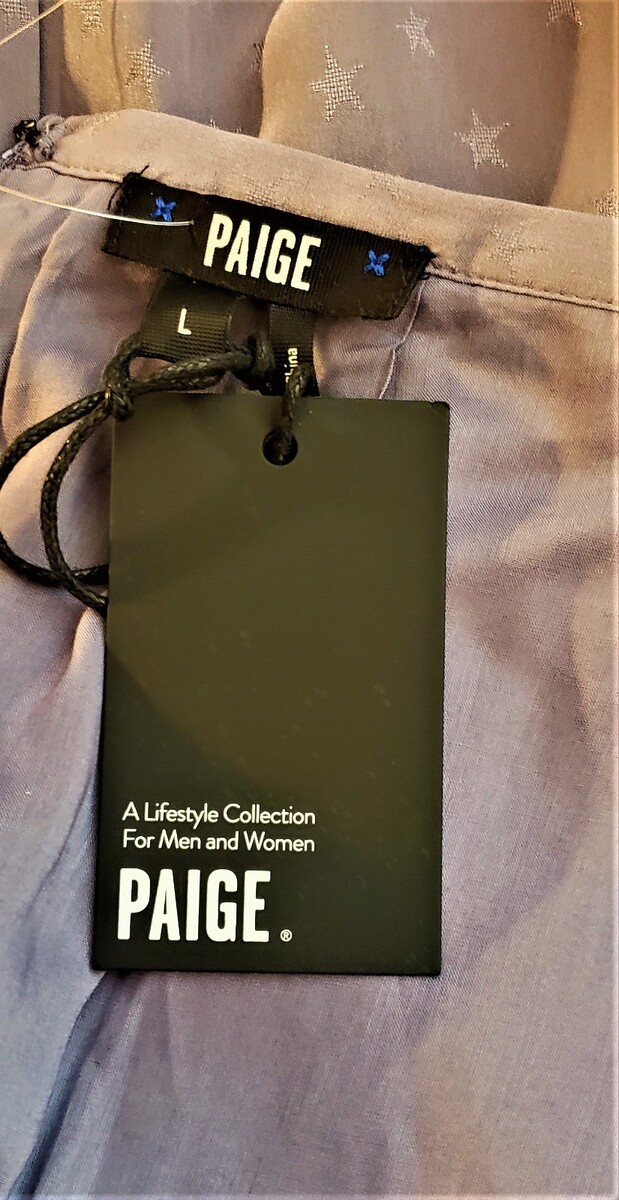 PAIGE
L
A Lifestyle Collection
For Men and Women
PAIGE ®